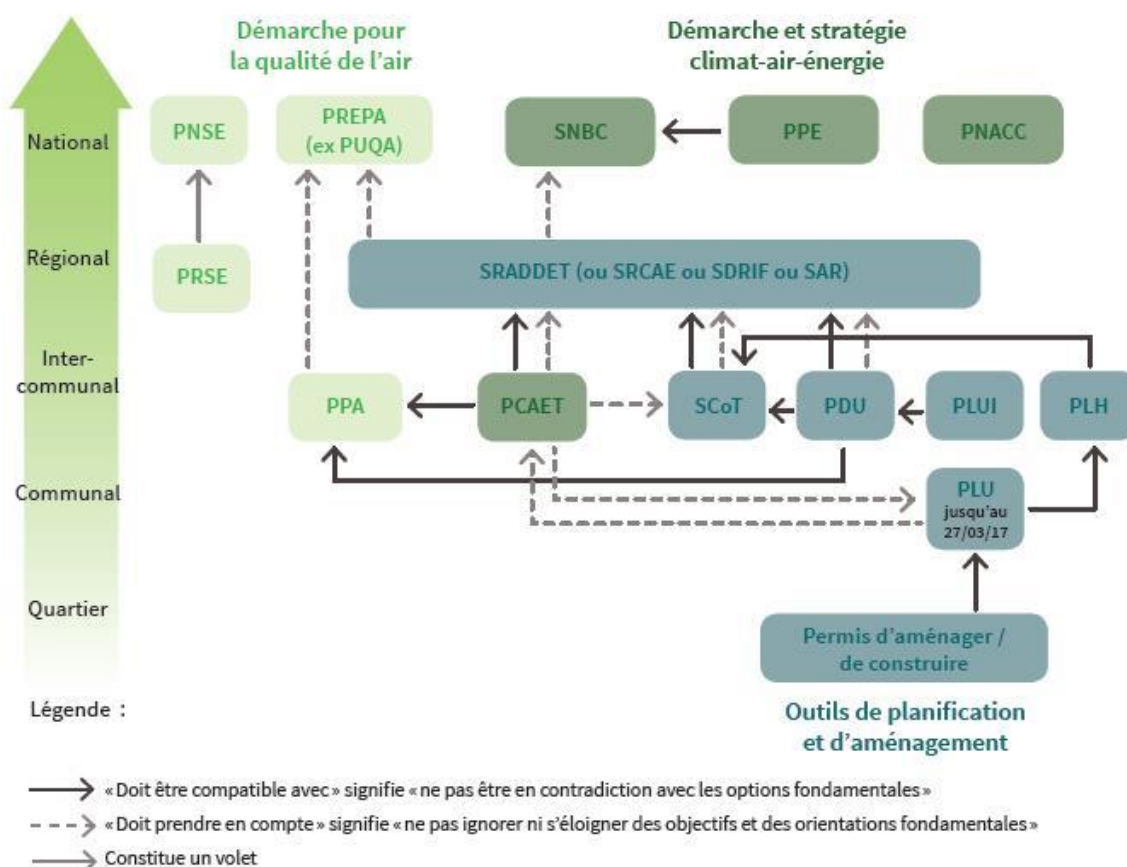 Démarche pour
la qualité de l'air
Démarche et stratégie
climat-air-énergie
National
PNSE
PREPA
(ex PUQA)
SNBC
PPE
PNACC
Régional
PRSE
SRADDET (ou SRCAE ou SDRIF ou SAR)
Inter-
communal
PPA
PCAET
SCoT
PDU
PLUI
PLH
Communal
PLU
jusqu'au
27/03/17
Quartier
Permis d'aménager /
de construire
Légende :
Outils de planification
et d'aménagement
« Doit être compatible avec » signifie « ne pas être en contradiction avec les options fondamentales »
« Doit prendre en compte » signifie « ne pas ignorer ni s'éloigner des objectifs et des orientations fondamentales »
Constitue un volet